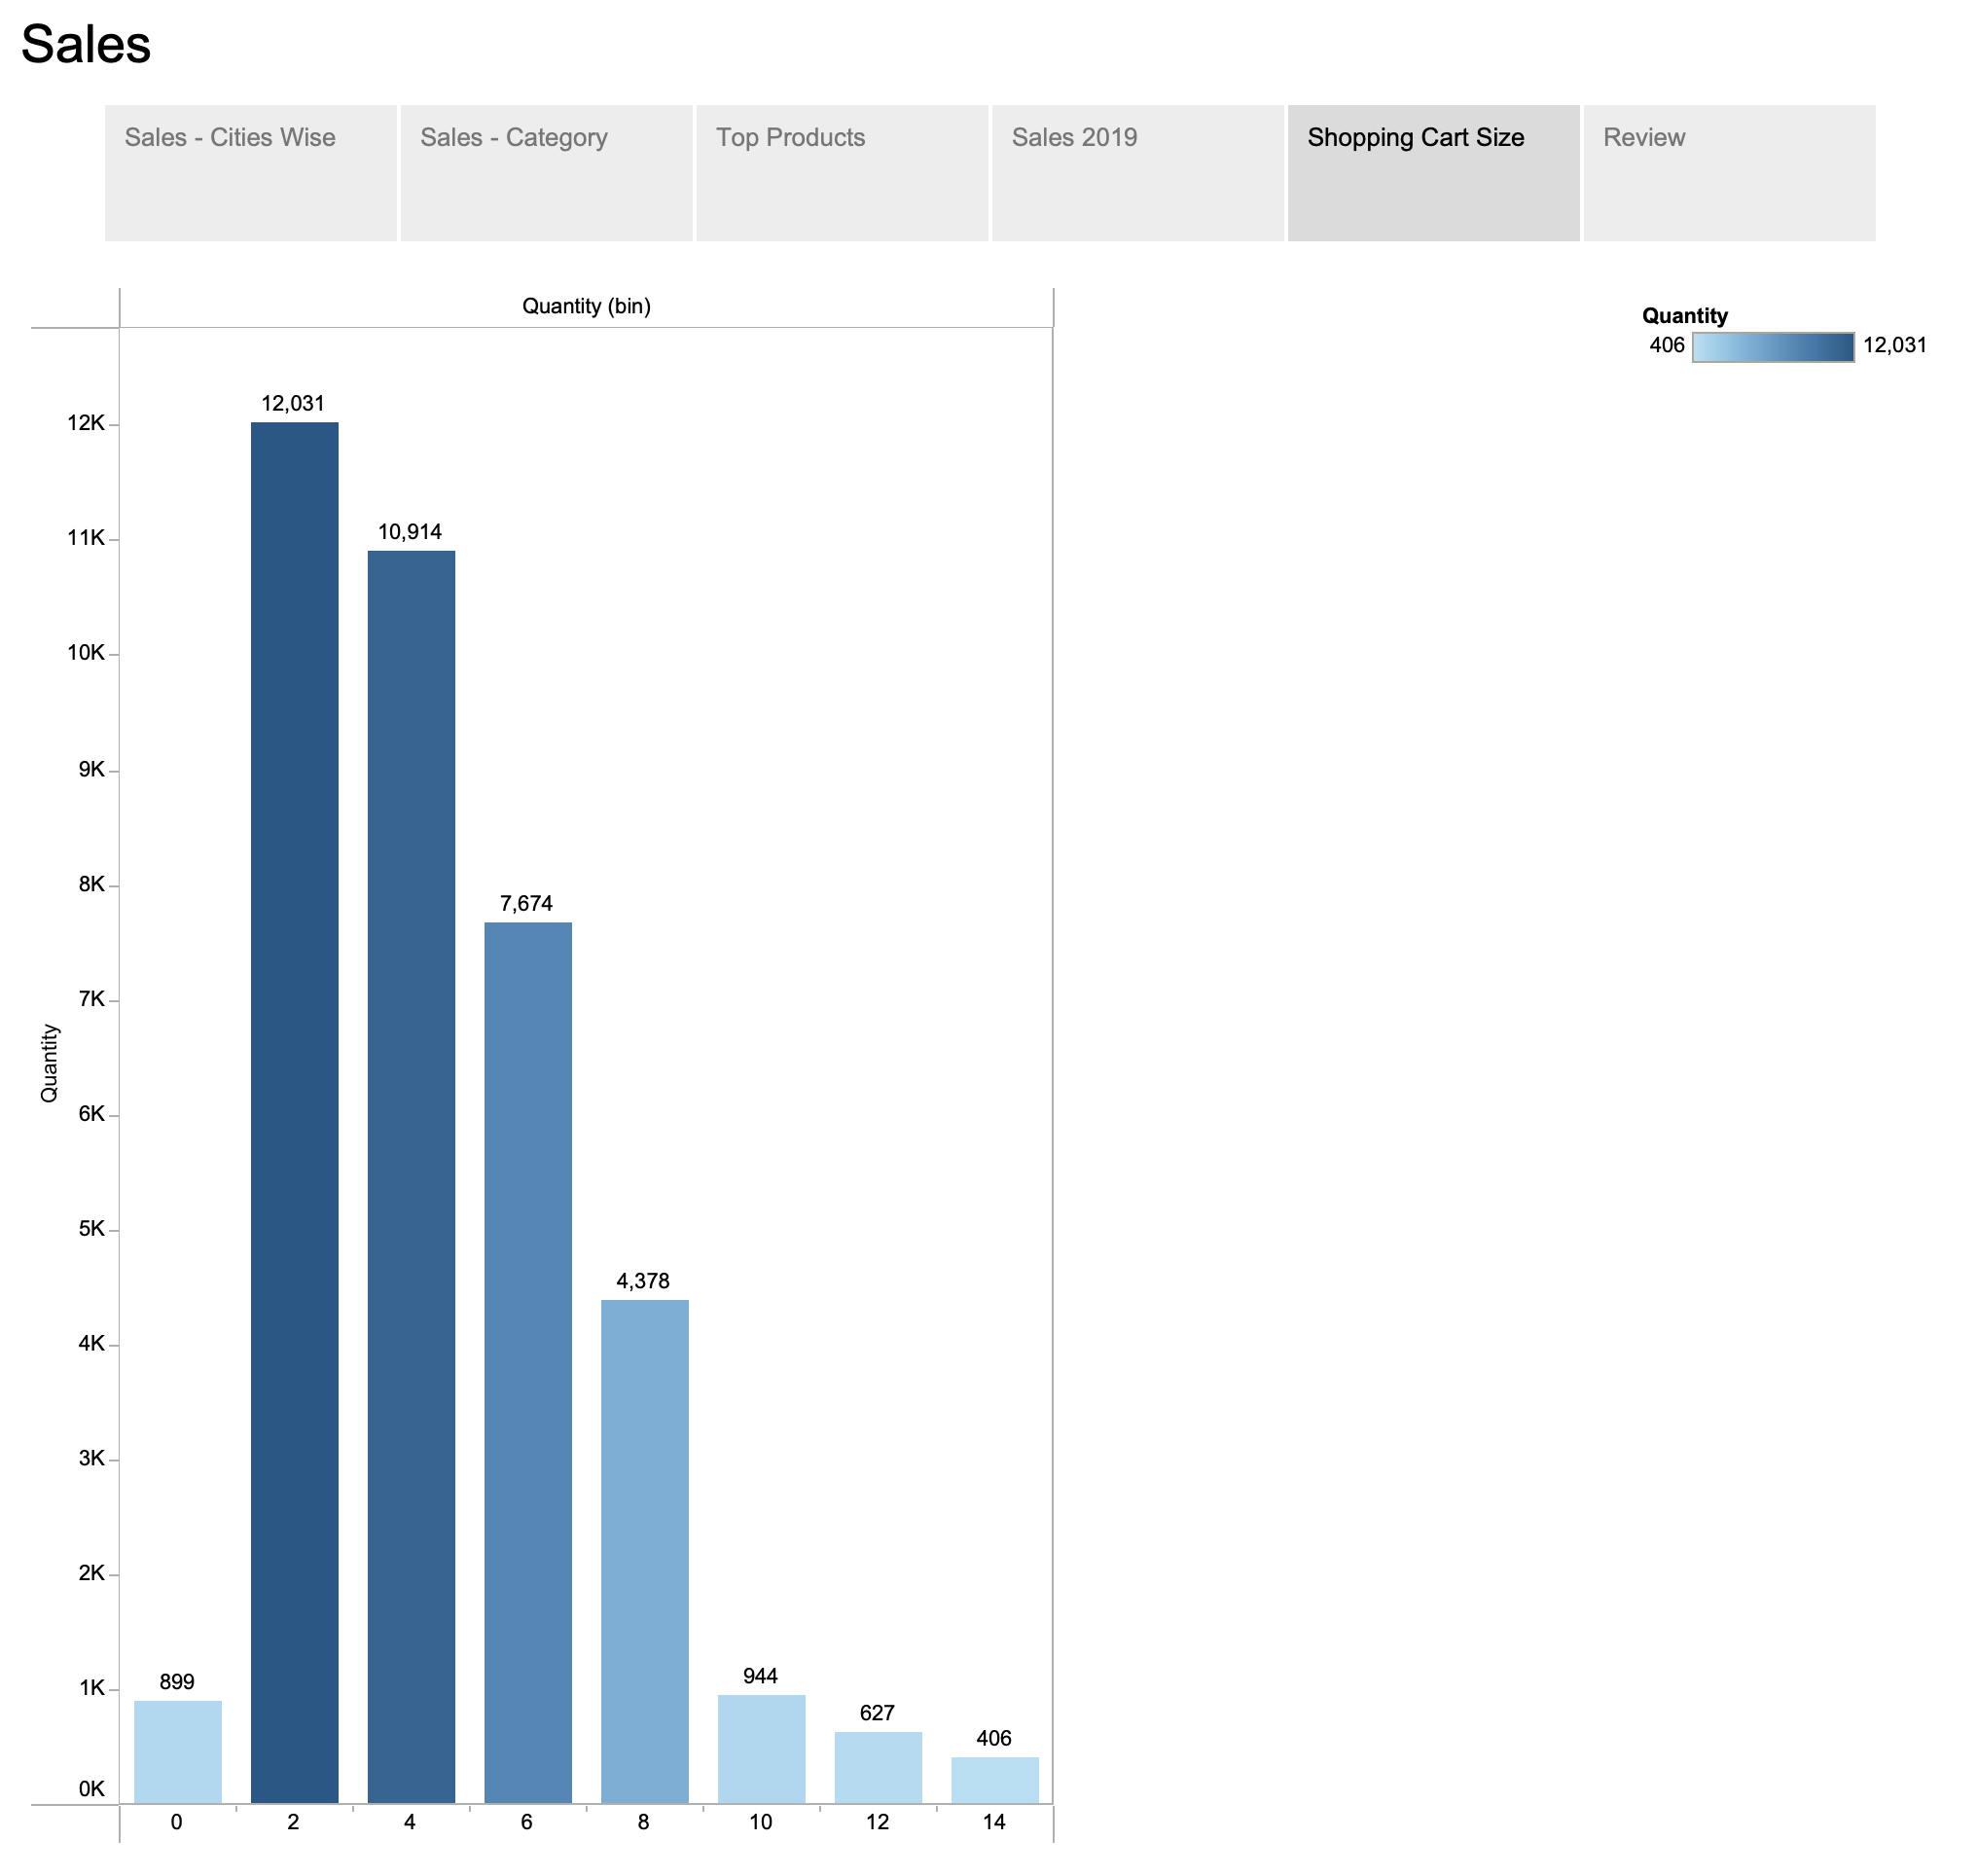 Sales
Sales - Cities Wise
Sales - Category
Top Products
Sales 2019
Shopping Cart Size
Review
Quantity (bin)
Quantity
406
12,031
12K
11K
10K
9K
8K
7K
6K
5K
4K
3K
2K
1K
0K
Quantity
899
12,031
10,914
7,674
4,378
944
627
406
0
2
4
6
8
10
12
14